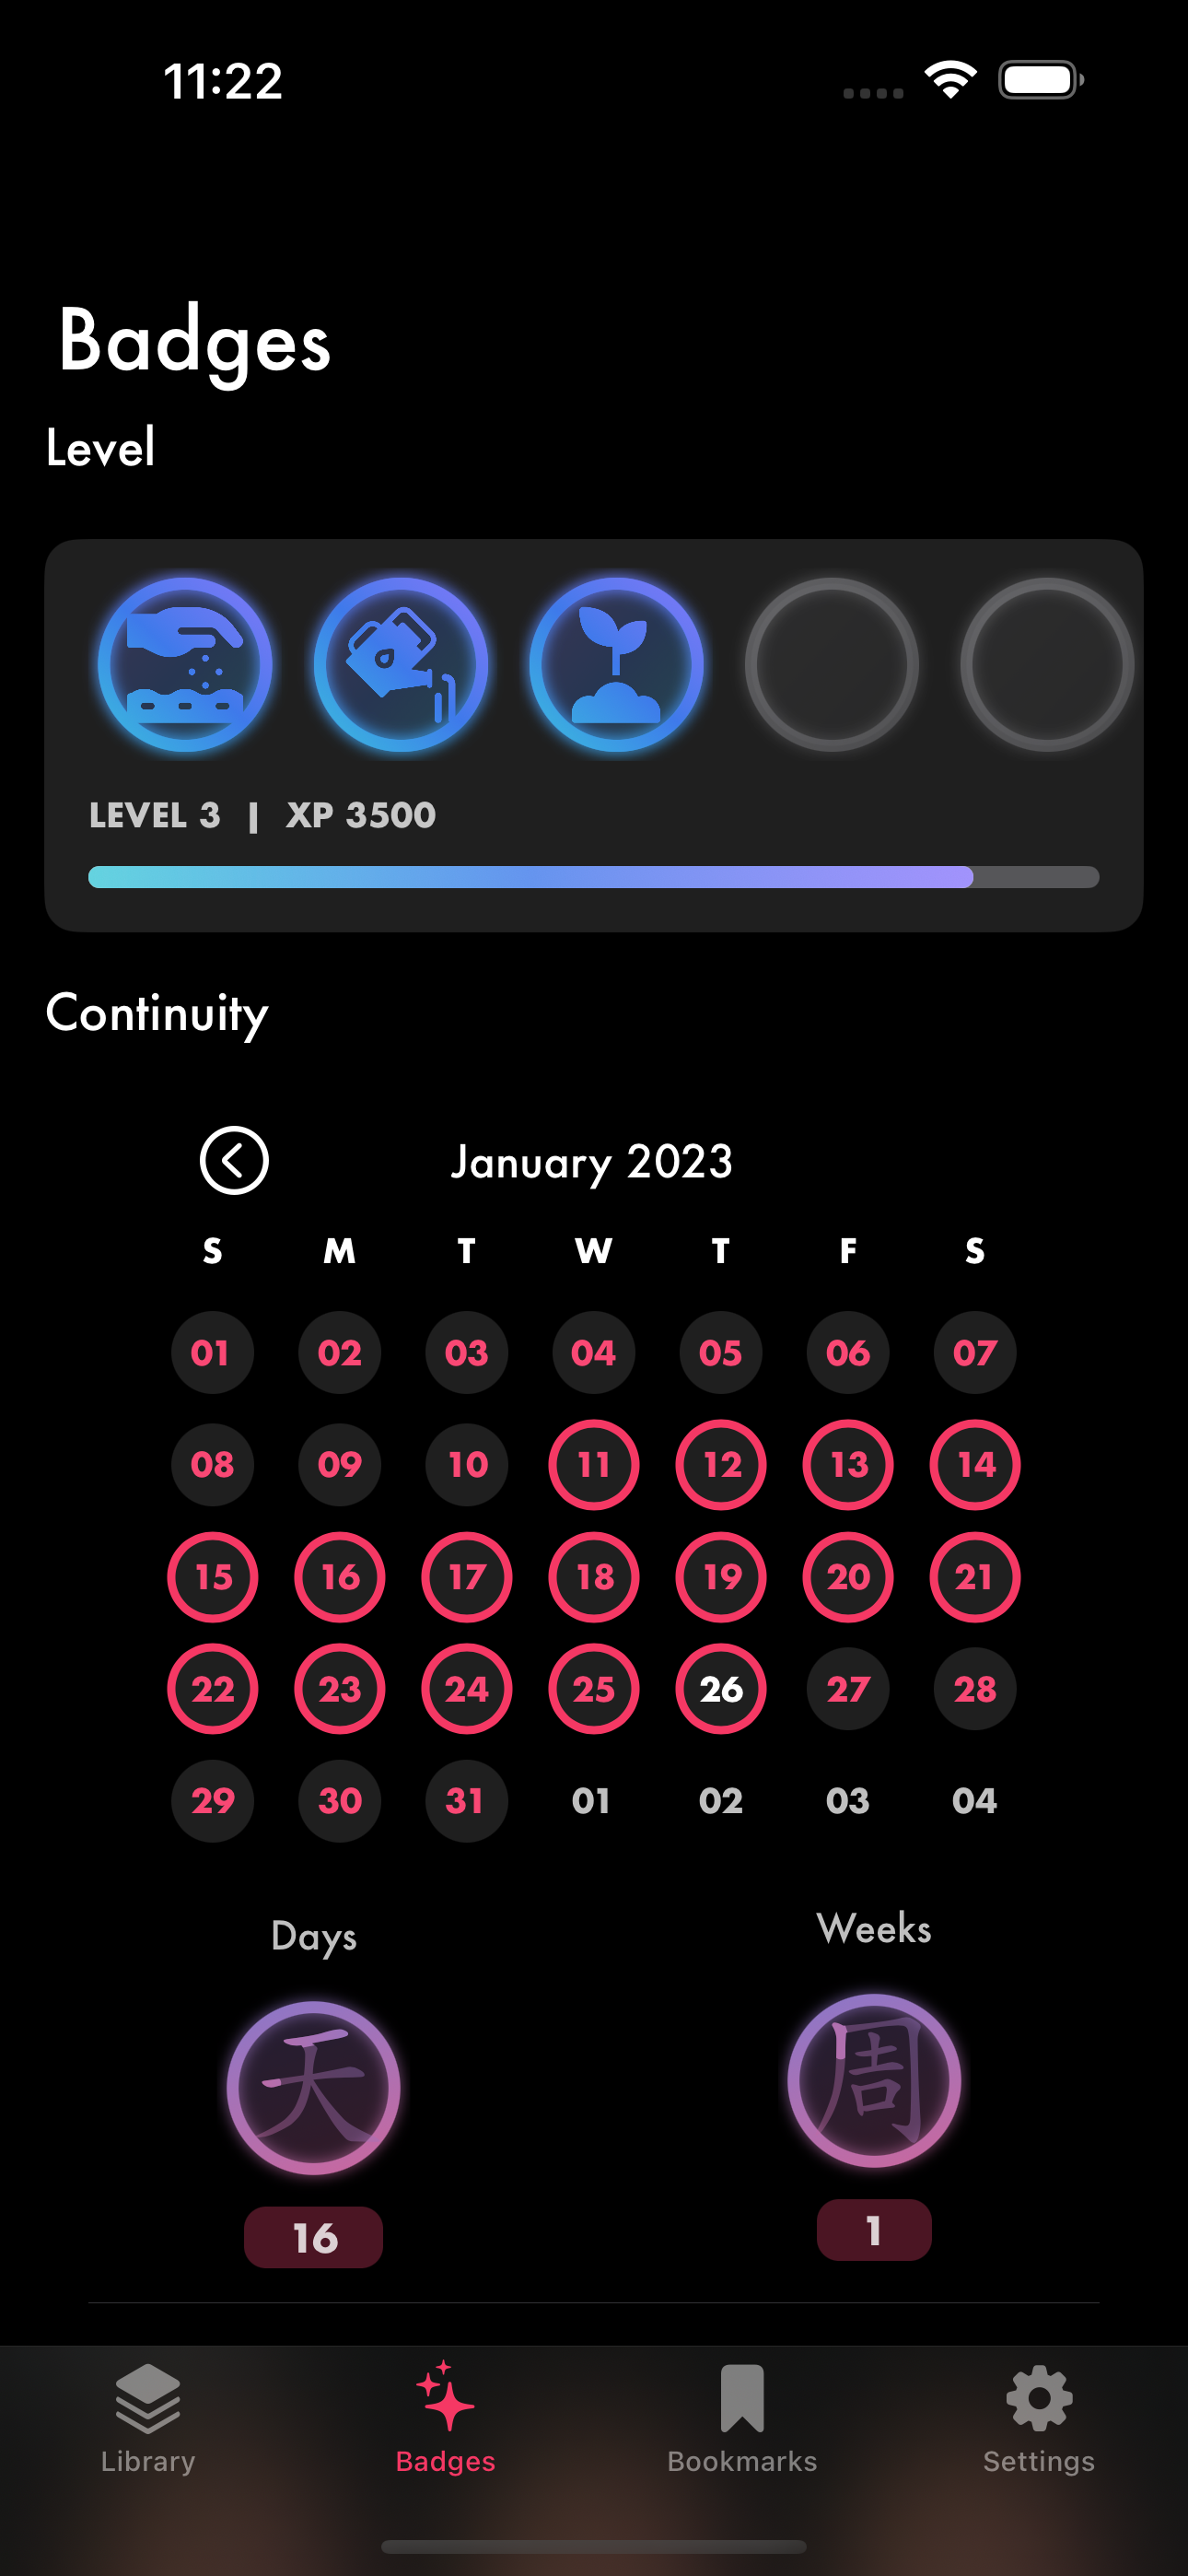 11:22
Badges
Level
LEVEL 3 | XP 3500
Continuity
January 2023
S M T W T F S
01 02 03 04 05 06 07
08 09 10 11 12 13 14
15 16 17 18 19 20 21
22 23 24 25 26 27 28
29 30 31 01 02 03 04
Days Weeks
天 周
16 1
Library Badges Bookmarks Settings